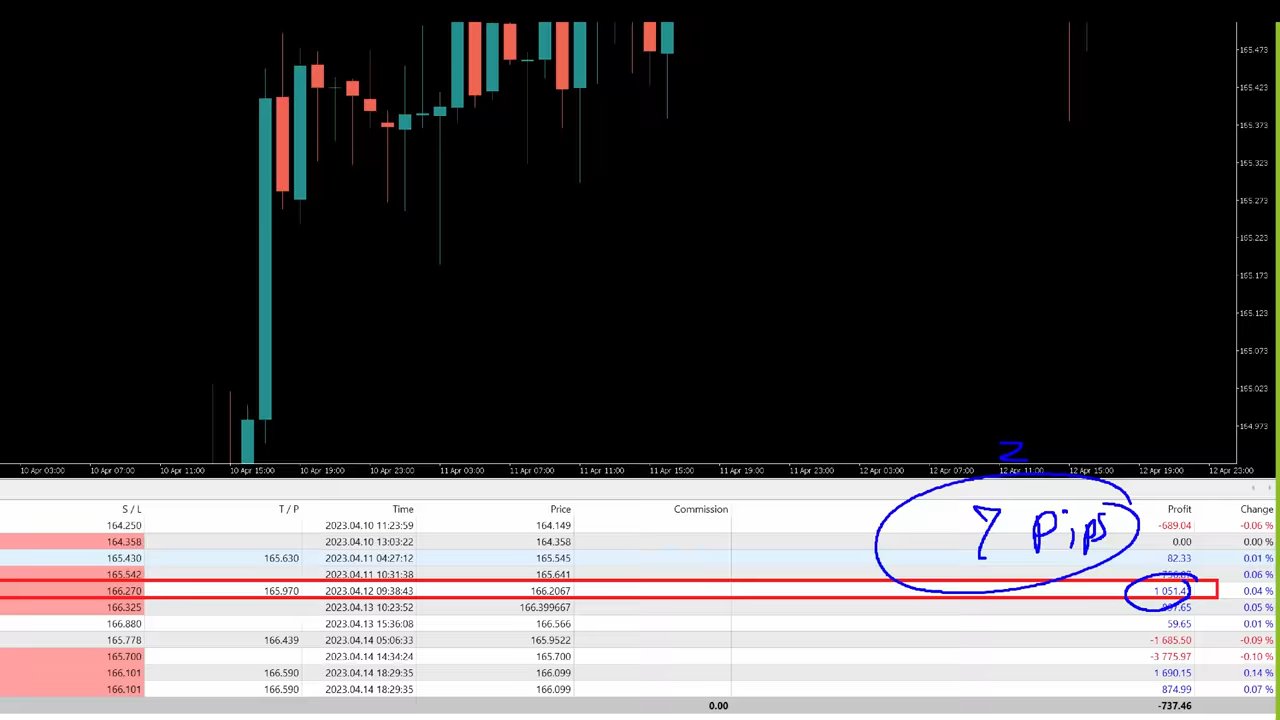 165.473
165.423
165.373
165.323
165.273
165.223
165.173
165.123
165.073
165.023
164.973
10 Apr 03:00 10 Apr 07:00 10 Apr 11:00 10 Apr 15:00 10 Apr 19:00 10 Apr 23:00 11 Apr 03:00 11 Apr 07:00 11 Apr 11:00 11 Apr 15:00 11 Apr 19:00 11 Apr 23:00 12 Apr 03:00 12 Apr 07:00 12 Apr 11:00 12 Apr 15:00 12 Apr 19:00 12 Apr 23:00
7 pips
S / L T / P Time Price Commission Profit Change
164.250 2023.04.10 11:23:59 164.149 -689.04 -0.06 %
164.358 2023.04.10 13:03:22 164.358 0.00 0.00 %
165.430 165.630 2023.04.11 04:27:12 165.545 82.33 0.01 %
165.542 2023.04.11 10:31:38 165.641 0.06 %
166.270 165.970 2023.04.12 09:38:43 166.2067 1 051.4 0.04 %
166.325 2023.04.13 10:23:52 166.399667 0.05 %
166.880 2023.04.13 15:36:08 166.566 59.65 0.01 %
165.778 166.439 2023.04.14 05:06:33 165.9522 -1 685.50 -0.09 %
165.700 2023.04.14 14:34:24 165.700 -3 775.97 -0.10 %
166.101 166.590 2023.04.14 18:29:35 166.099 1 690.15 0.14 %
166.101 166.590 2023.04.14 18:29:35 166.099 874.99 0.07 %
0.00 -737.46